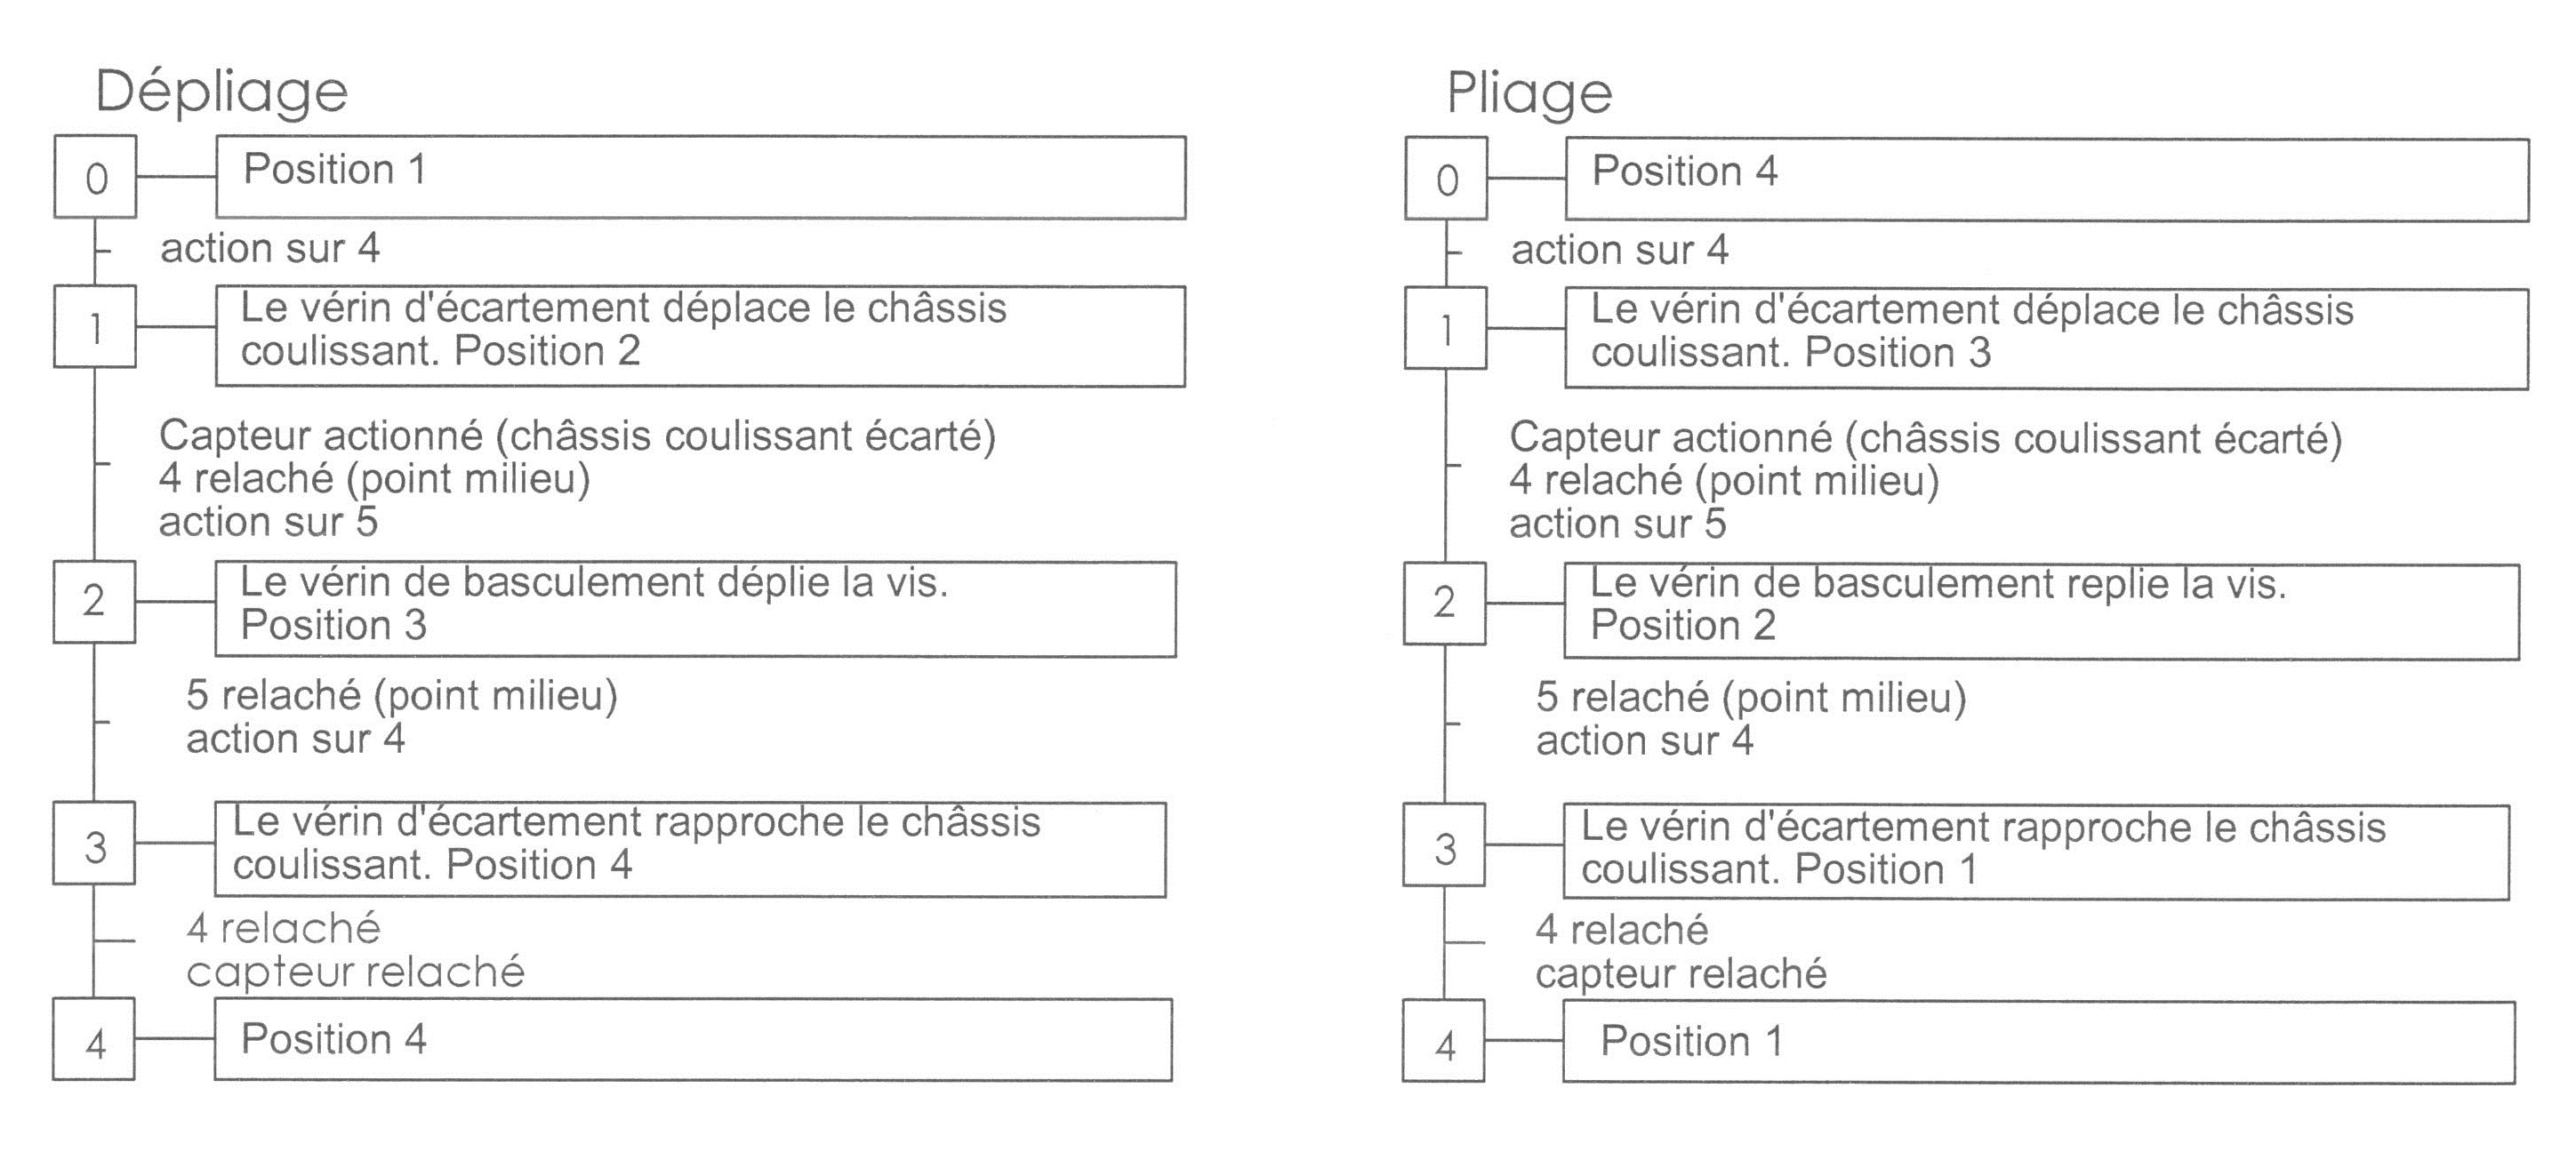 Dépliage
0
Position 1
action sur 4
1
Le vérin d'écartement déplace le châssis
coulissant. Position 2
Capteur actionné (châssis coulissant écarté)
4 relaché (point milieu)
action sur 5
2
Le vérin de basculement déplie la vis.
Position 3
5 relaché (point milieu)
action sur 4
3
Le vérin d'écartement rapproche le châssis
coulissant. Position 4
4 relaché
capteur relaché
4
Position 4
Pliage
0
Position 4
action sur 4
1
Le vérin d'écartement déplace le châssis
coulissant. Position 3
Capteur actionné (châssis coulissant écarté)
4 relaché (point milieu)
action sur 5
2
Le vérin de basculement replie la vis.
Position 2
5 relaché (point milieu)
action sur 4
3
Le vérin d'écartement rapproche le châssis
coulissant. Position 1
4 relaché
capteur relaché
4
Position 1